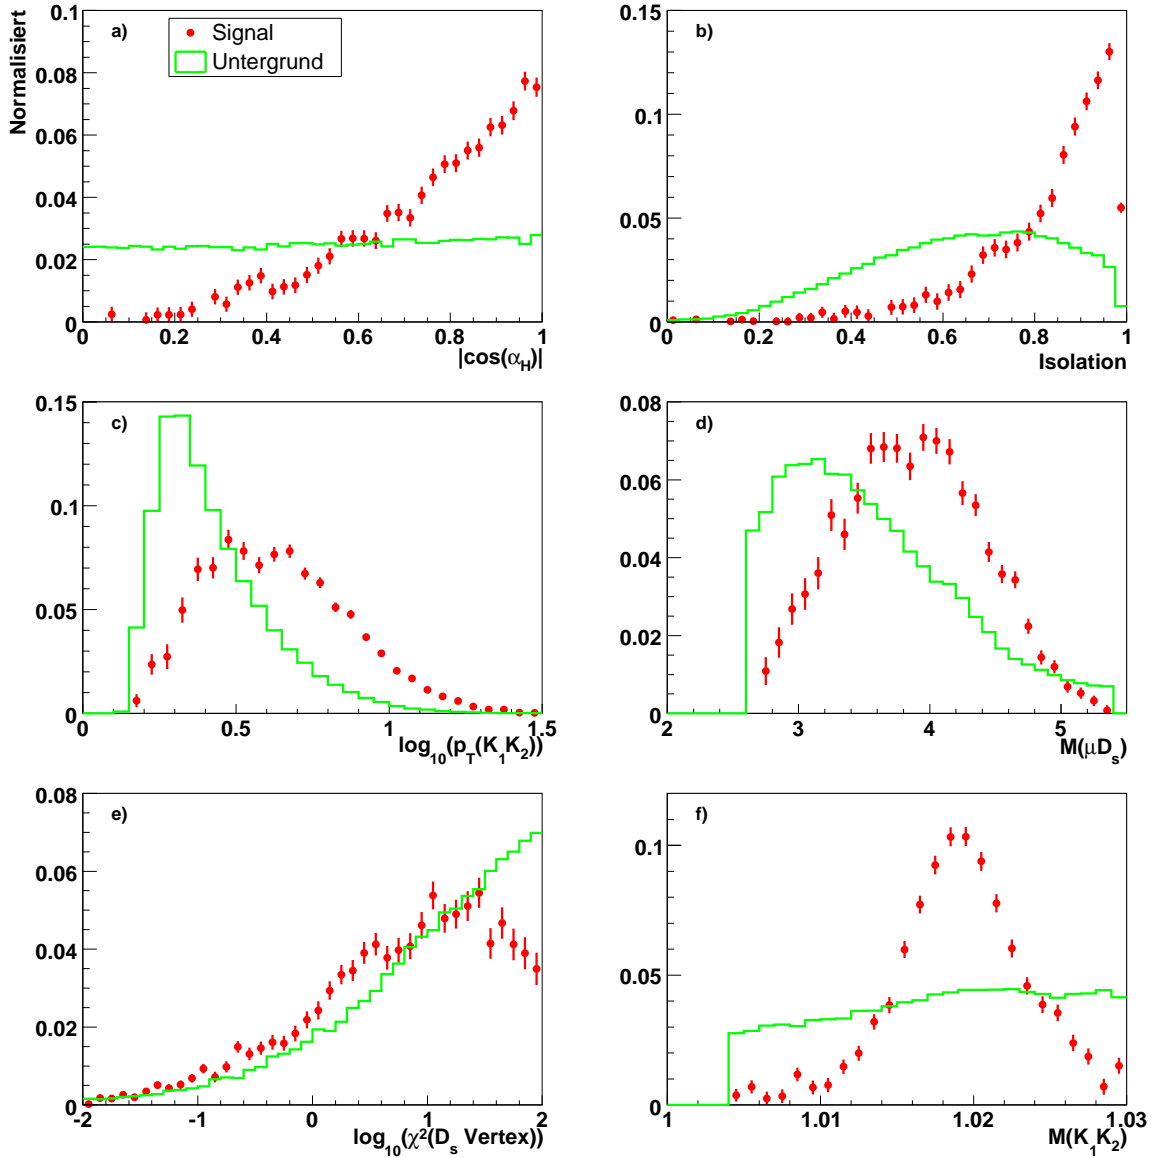 Normalisiert
a)
Signal
Untergrund
0.1
0.08
0.06
0.04
0.02
0
0 0.2 0.4 0.6 0.8 1
|cos(α_H)|
b)
0.15
0.1
0.05
0
0 0.2 0.4 0.6 0.8 1
Isolation
c)
0.15
0.1
0.05
0
0 0.5 1 1.5
log₁₀(p_T(K₁K₂))
d)
0.08
0.06
0.04
0.02
0
2 3 4 5
M(μD_s)
e)
0.08
0.06
0.04
0.02
0
-2 -1 0 1 2
log₁₀(χ²(D_s Vertex))
f)
0.1
0.05
0
1 1.01 1.02 1.03
M(K₁K₂)